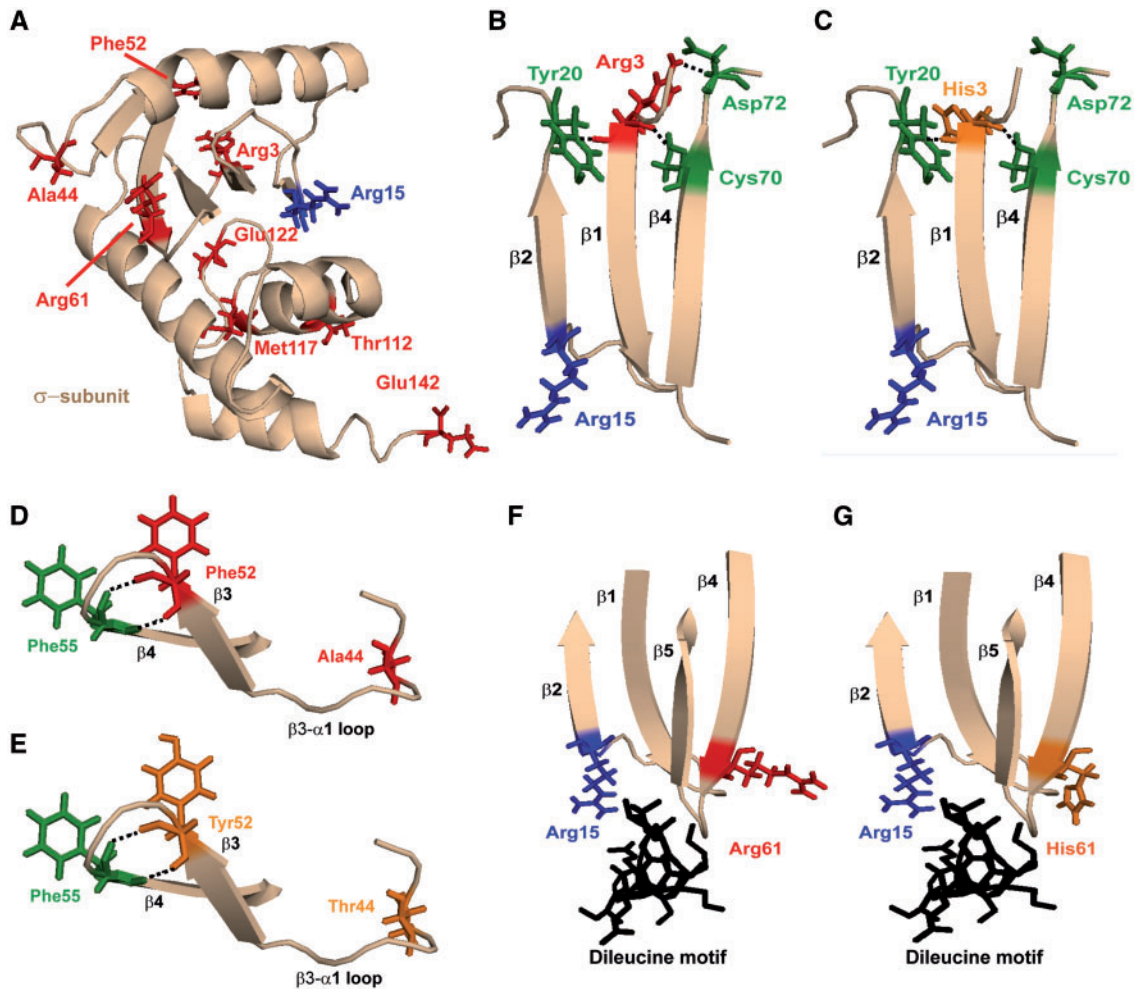 A
Phe52
Arg3
Ala44
Arg15
Glu122
Arg61
Met117
Thr112
Glu142
σ–subunit
B
Arg3
Tyr20
Asp72
Cys70
β1
β4
β2
Arg15
C
Tyr20
His3
Asp72
Cys70
β1
β4
β2
Arg15
D
Phe52
β3
Phe55
β4
Ala44
β3-α1 loop
E
Tyr52
β3
Phe55
β4
Thr44
β3-α1 loop
F
β1
β4
β5
β2
Arg15
Arg61
Dileucine motif
G
β1
β4
β5
β2
Arg15
His61
Dileucine motif